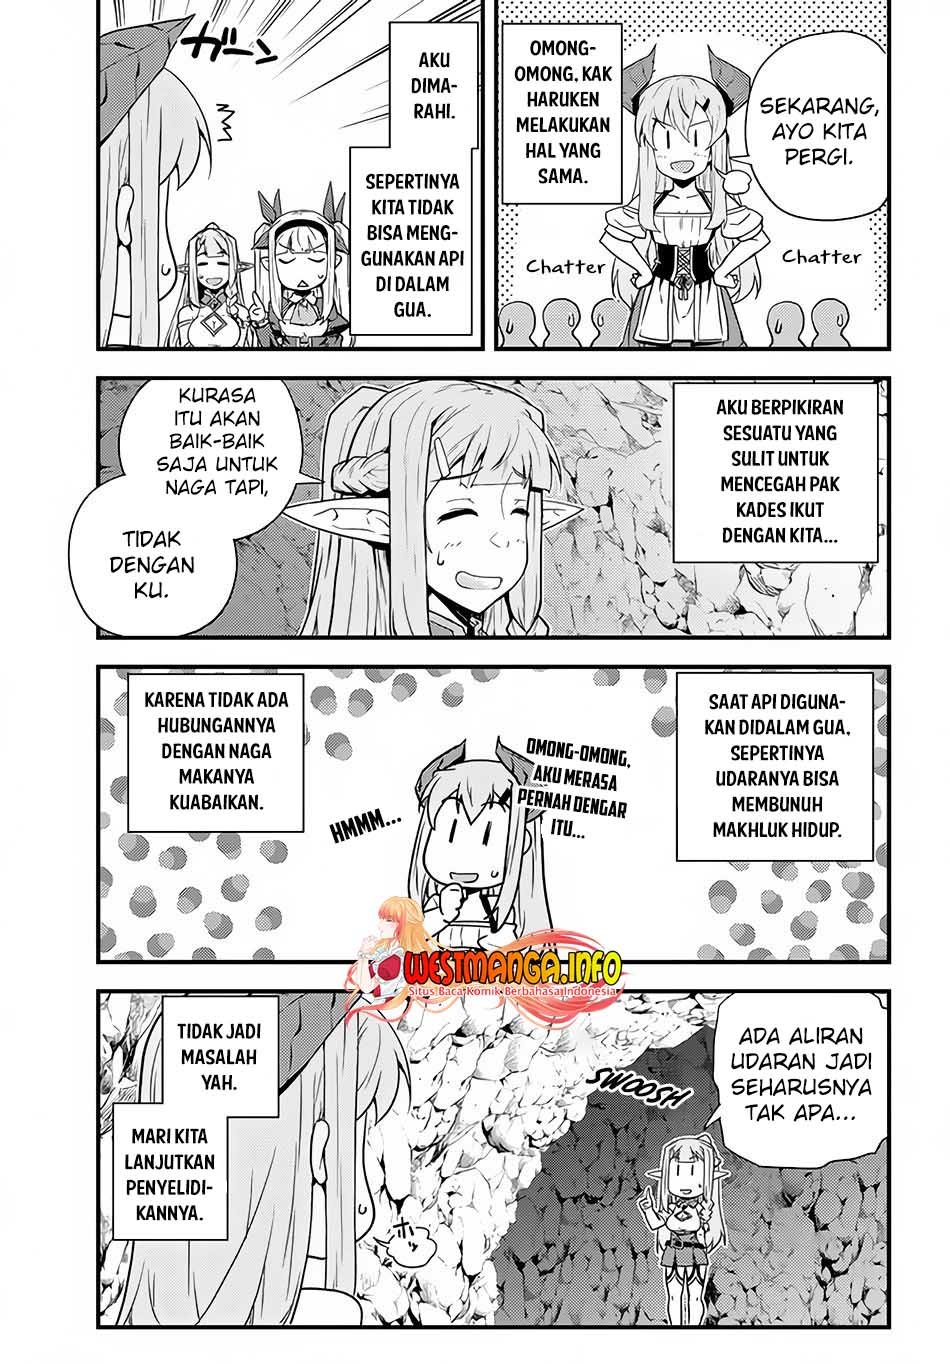 SEKARANG,
AYO KITA
PERGI.
OMONG-
OMONG, KAK
HARUKEN
MELAKUKAN
HAL YANG
SAMA.
Chatter
Chatter
AKU
DIMA-
RAHI.
SEPERTINYA
KITA TIDAK
BISA MENG-
GUNAKAN API
DI DALAM
GUA.
ガーン
AKU BERPIKIRAN
SESUATU YANG
SULIT UNTUK
MENCEGAH PAK
KADES IKUT
DENGAN KITA...
KURASA
ITU AKAN
BAIK-BAIK
SAJA UNTUK
NAGA TAPI,
TIDAK
DENGAN
KU.
SAAT API DIGUNA-
KAN DIDALAM GUA,
SEPERTINYA
UDARANYA BISA
MEMBUNUH
MAKHLUK HIDUP.
OMONG-OMONG,
AKU MERASA
PERNAH DENGAR
ITU...
HMMM...
KARENA TIDAK ADA
HUBUNGANNYA
DENGAN NAGA
MAKANYA
KUABAIKAN.
WESTMANGA.INFO
Situs Baca Komik Berbahasa Indonesia
ADA ALIRAN
UDARAN JADI
SEHARUSNYA
TAK APA...
SWOOSH
TIDAK JADI
MASALAH
YAH.
MARI KITA
LANJUTKAN
PENYELIDI-
KANNYA.
ホッ